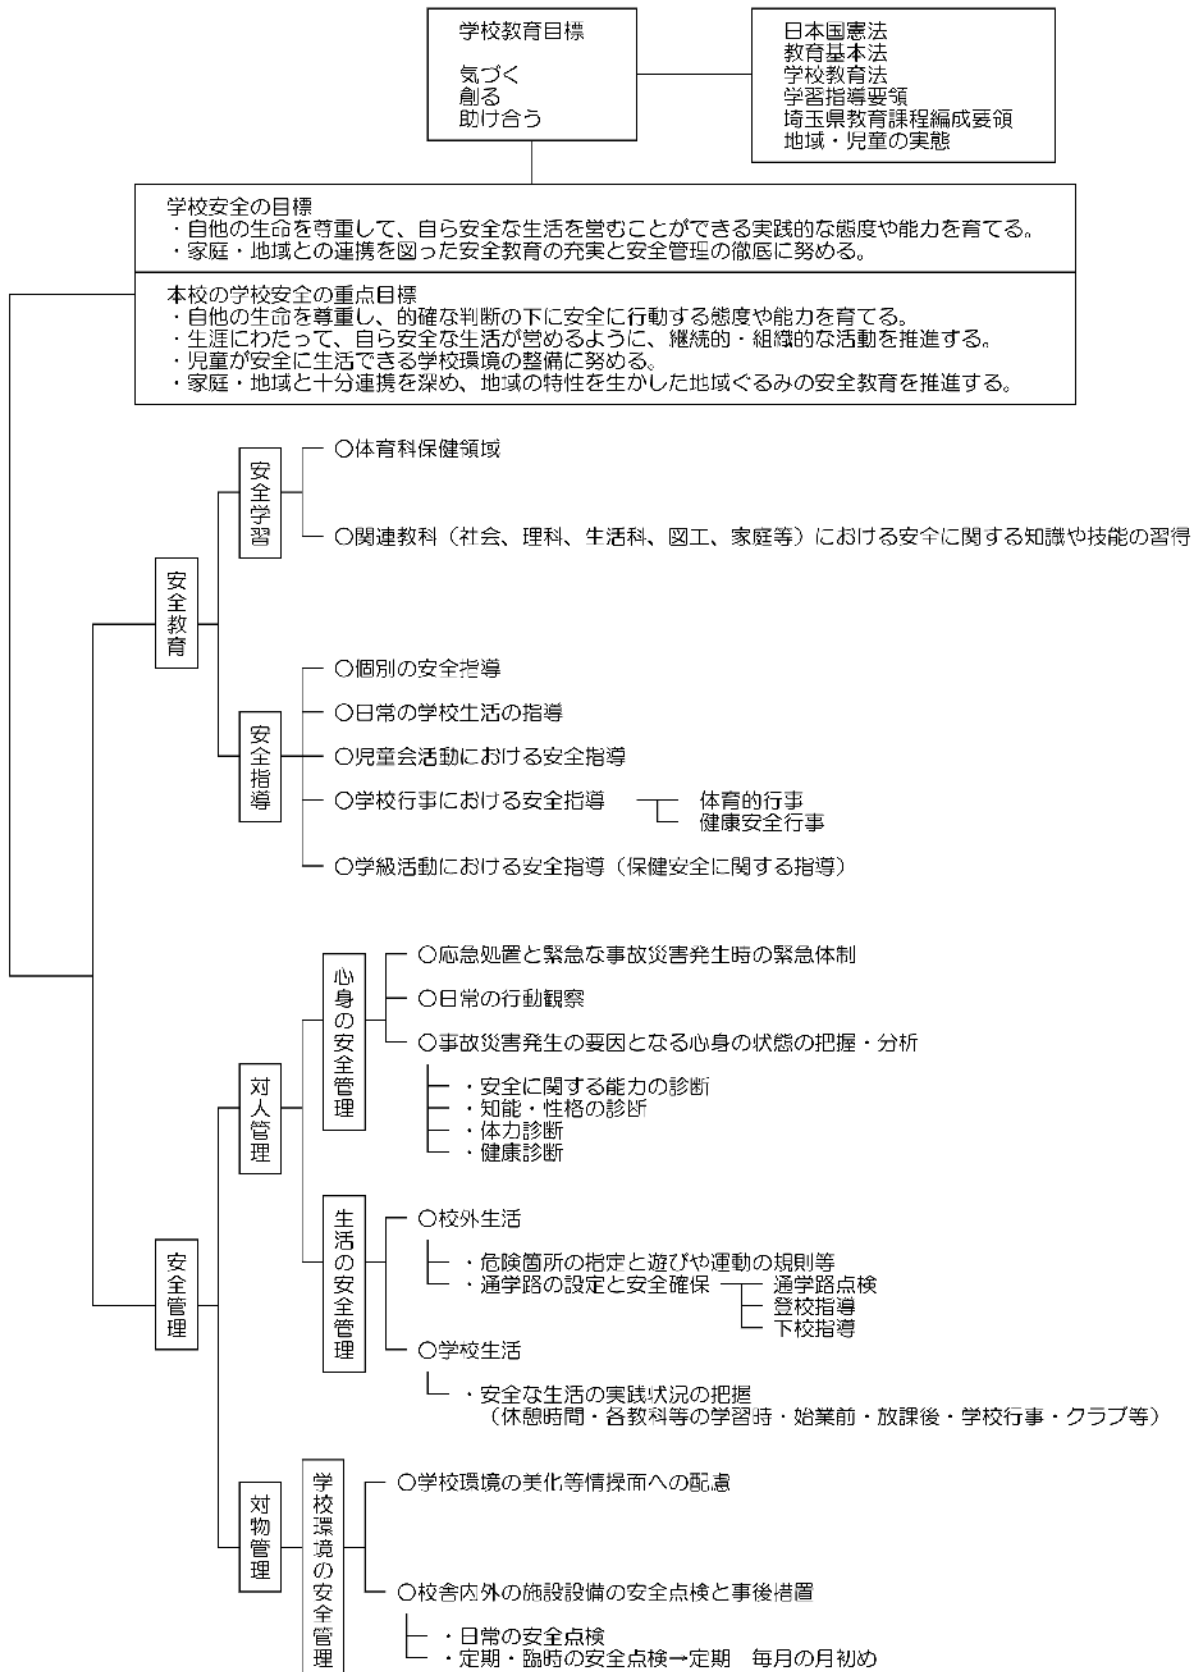 学校教育目標
気づく
創る
助け合う
日本国憲法
教育基本法
学校教育法
学習指導要領
埼玉県教育課程編成要領
地域・児童の実態
学校安全の目標
・自他の生命を尊重して、自ら安全な生活を営むことができる実践的な態度や能力を育てる。
・家庭・地域との連携を図った安全教育の充実と安全管理の徹底に努める。
本校の学校安全の重点目標
・自他の生命を尊重し、的確な判断の下に安全に行動する態度や能力を育てる。
・生涯にわたって、自ら安全な生活が営めるように、継続的・組織的な活動を推進する。
・児童が安全に生活できる学校環境の整備に努める。
・家庭・地域と十分連携を深め、地域の特性を生かした地域ぐるみの安全教育を推進する。
安全教育
安全学習
○体育科保健領域
○関連教科（社会、理科、生活科、図工、家庭等）における安全に関する知識や技能の習得
安全指導
○個別の安全指導
○日常の学校生活の指導
○児童会活動における安全指導
○学校行事における安全指導
体育的行事
健康安全行事
○学級活動における安全指導（保健安全に関する指導）
安全管理
対人管理
心身の安全管理
○応急処置と緊急な事故災害発生時の緊急体制
○日常の行動観察
○事故災害発生の要因となる心身の状態の把握・分析
・安全に関する能力の診断
・知能・性格の診断
・体力診断
・健康診断
生活の安全管理
○校外生活
・危険箇所の指定と遊びや運動の規則等
・通学路の設定と安全確保
通学路点検
登校指導
下校指導
○学校生活
・安全な生活の実践状況の把握
（休憩時間・各教科等の学習時・始業前・放課後・学校行事・クラブ等）
対物管理
学校環境の安全管理
○学校環境の美化等情操面への配慮
○校舎内外の施設設備の安全点検と事後措置
・日常の安全点検
・定期・臨時の安全点検→定期　毎月の月初め